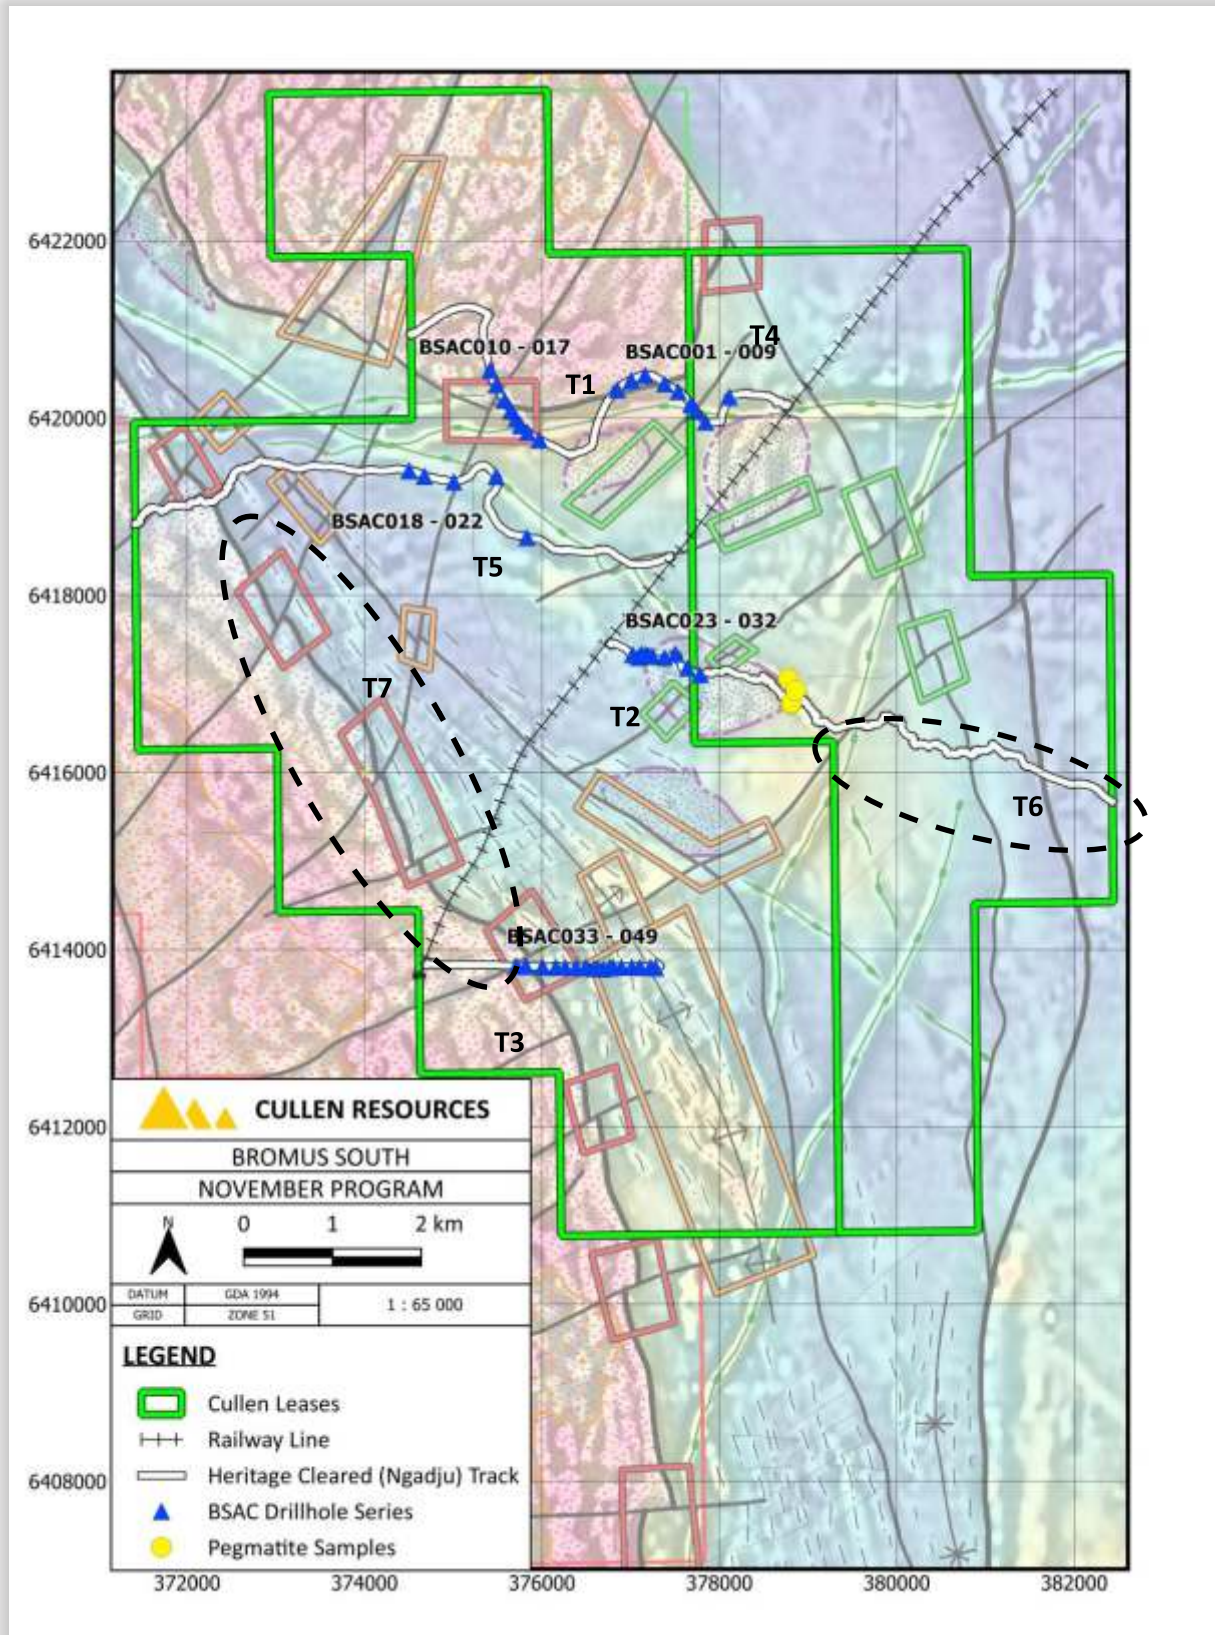 6422000
T4
BSAC010 - 017
BSAC001 - 009
T1
6420000
BSAC018 - 022
T5
6418000
BSAC023 - 032
T7
T2
6416000
T6
BSAC033 - 049
6414000
T3
CULLEN RESOURCES
6412000
BROMUS SOUTH
NOVEMBER PROGRAM
N 0 1 2 km
DATUM GDA 1994
1 : 65 000
6410000
GRID ZONE 51
LEGEND
Cullen Leases
Railway Line
Heritage Cleared (Ngadju) Track
6408000
BSAC Drillhole Series
Pegmatite Samples
372000 374000 376000 378000 380000 382000